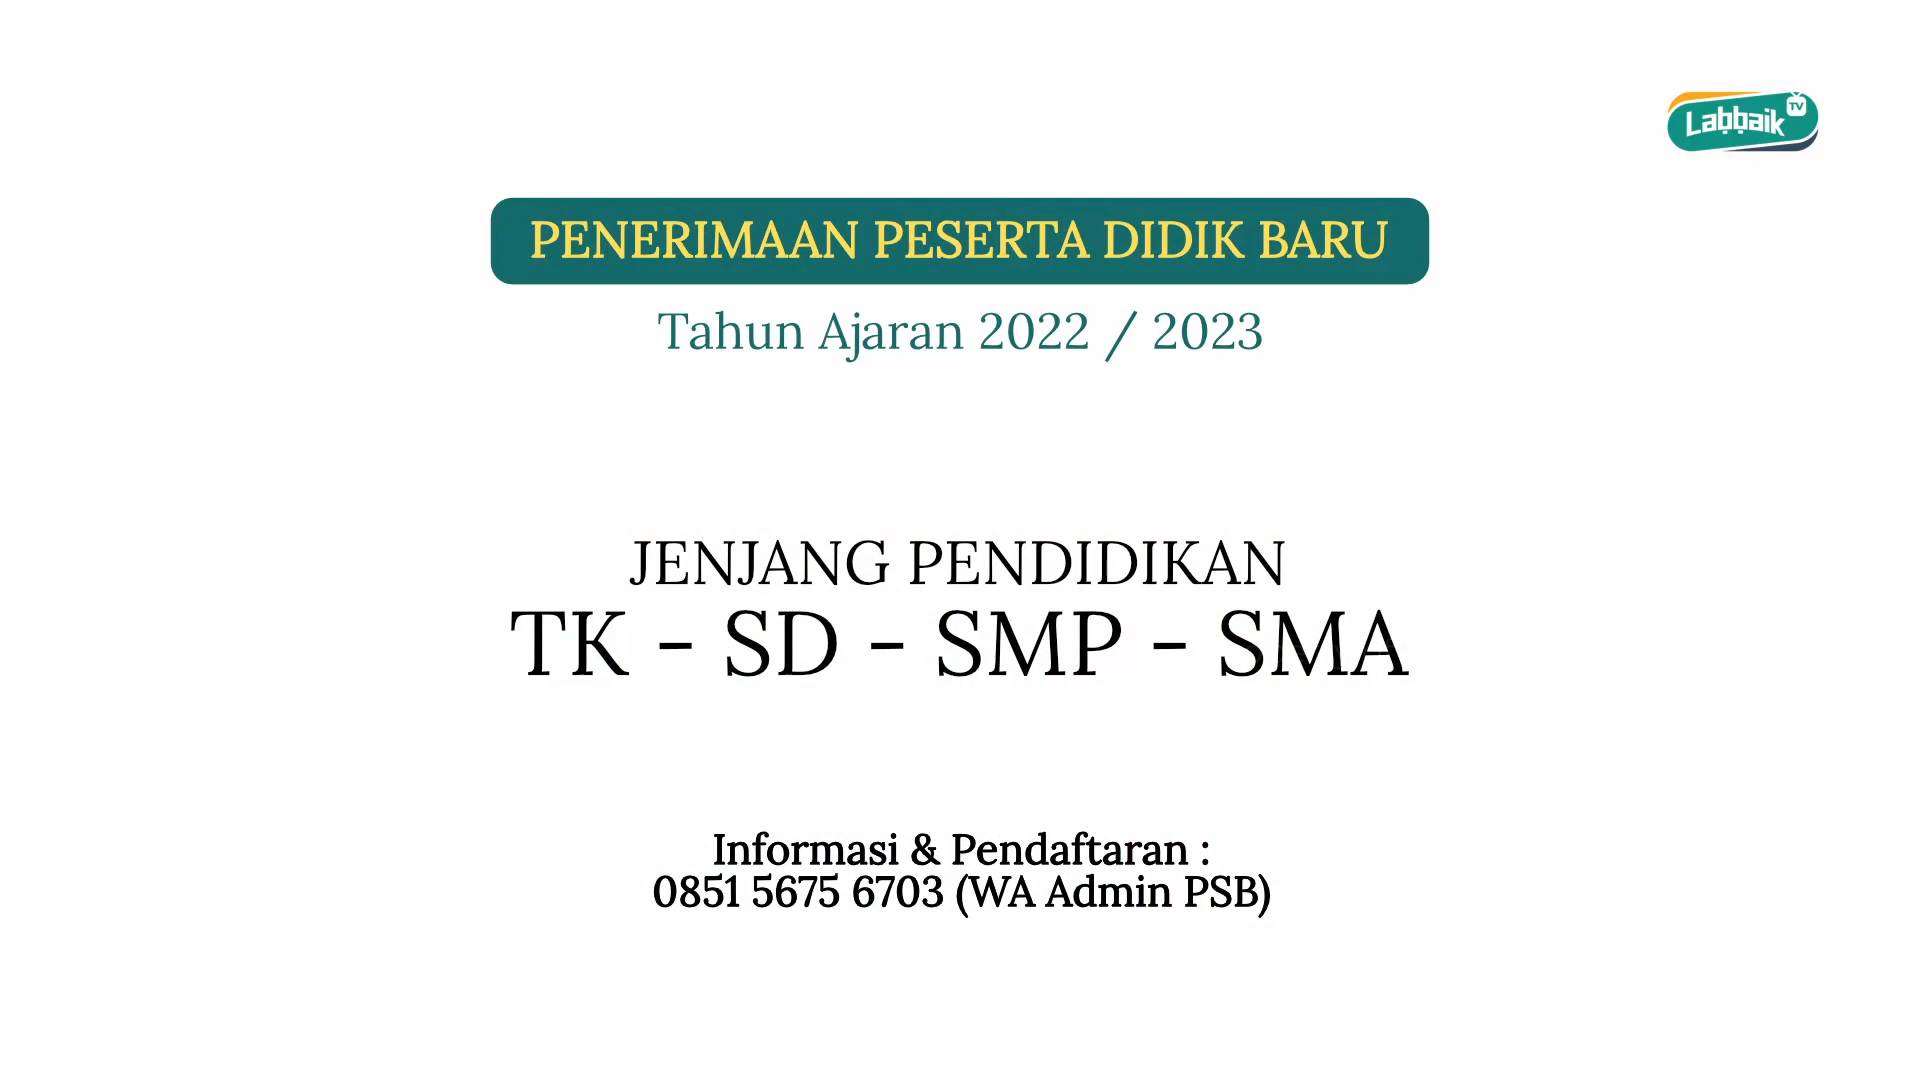 Labbaik TV
PENERIMAAN PESERTA DIDIK BARU
Tahun Ajaran 2022 / 2023
JENJANG PENDIDIKAN
TK - SD - SMP - SMA
Informasi & Pendaftaran :
0851 5675 6703 (WA Admin PSB)